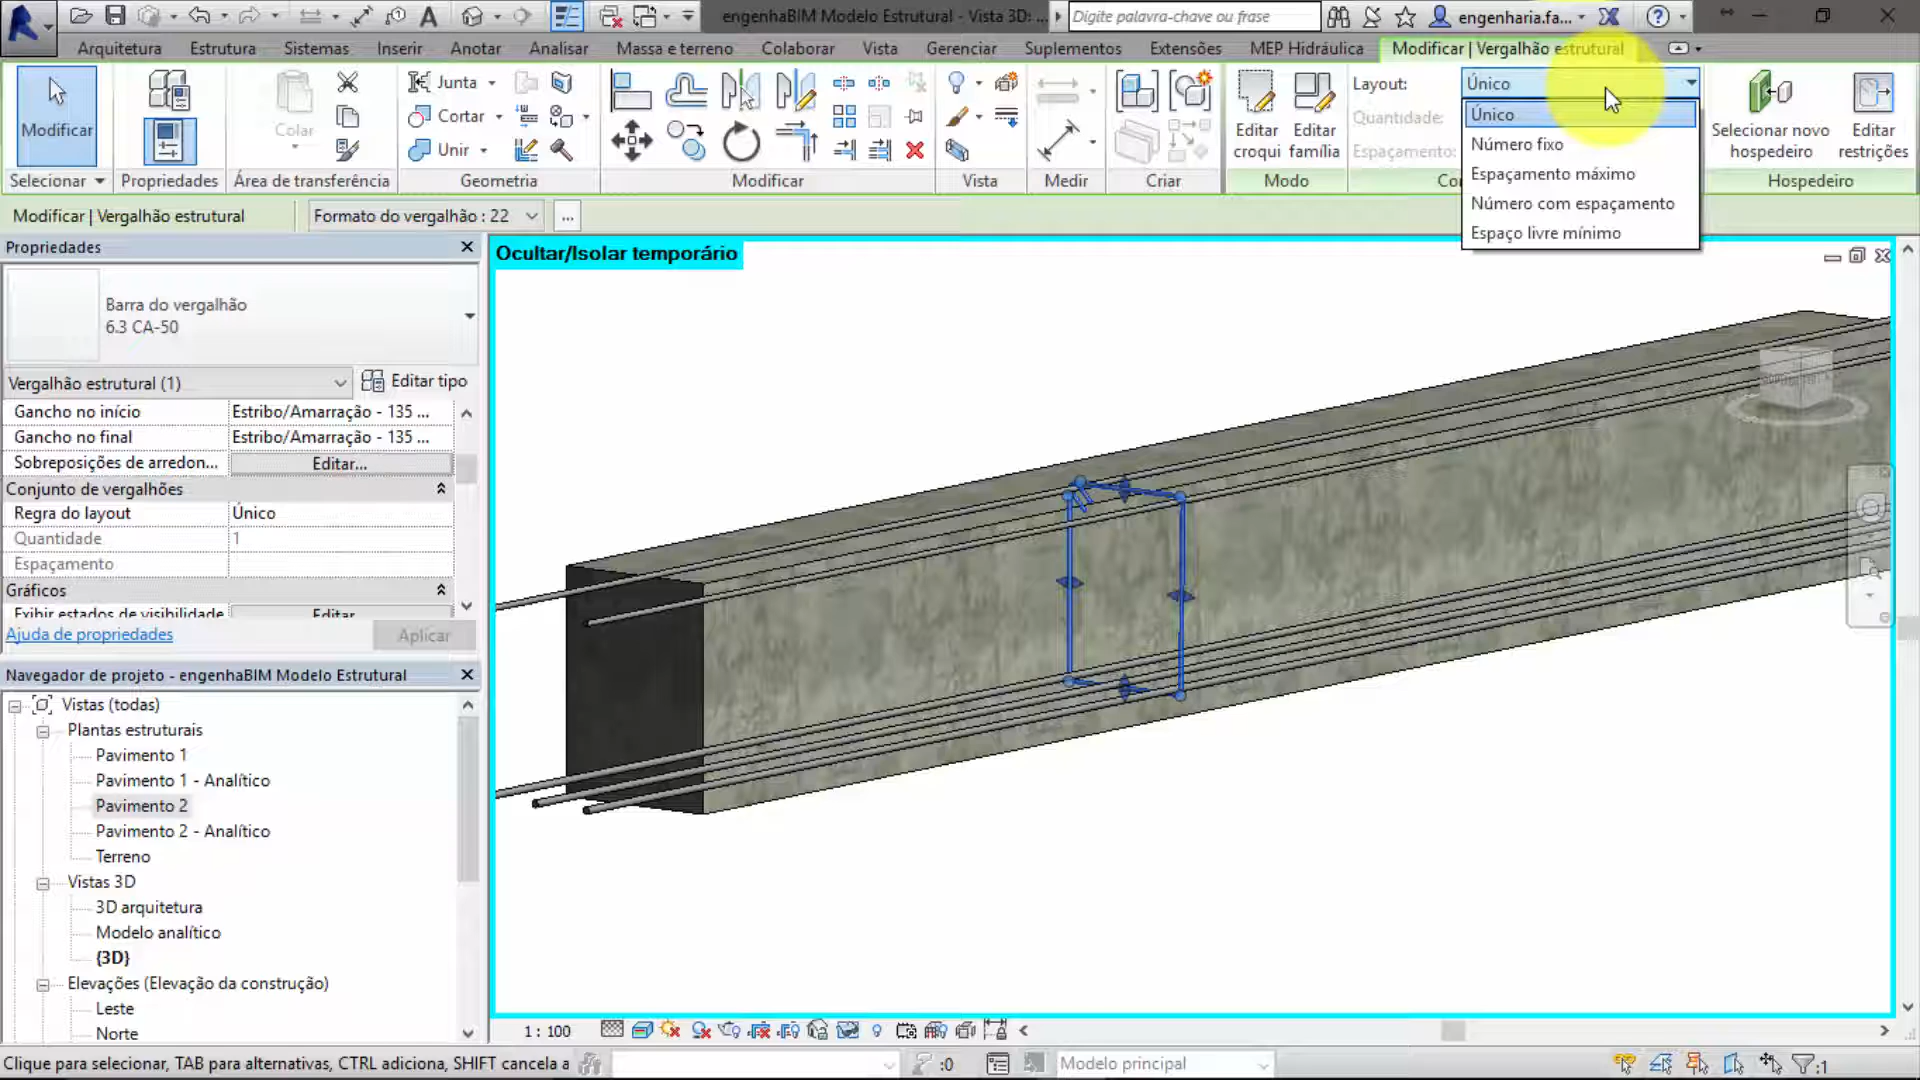 engenhaBIM Modelo Estrutural - Vista 3D: ...
Digite palavra-chave ou frase
engenharia.fa...
Arquitetura
Estrutura
Sistemas
Inserir
Anotar
Analisar
Massa e terreno
Colaborar
Vista
Gerenciar
Suplementos
Extensões
MEP Hidráulica
Modificar | Vergalhão estrutural
Modificar
Colar
Junta
Cortar
Unir
Editar croqui
Editar família
Layout:
Único
Quantidade:
Espaçamento:
Único
Número fixo
Espaçamento máximo
Número com espaçamento
Espaço livre mínimo
Selecionar novo hospedeiro
Editar restrições
Selecionar
Propriedades
Área de transferência
Geometria
Modificar
Vista
Medir
Criar
Modo
Hospedeiro
Modificar | Vergalhão estrutural
Formato do vergalhão : 22
...
Propriedades
Barra do vergalhão
6.3 CA-50
Vergalhão estrutural (1)
Editar tipo
Gancho no início
Estribo/Amarração - 135 ...
Gancho no final
Estribo/Amarração - 135 ...
Sobreposições de arredon...
Editar...
Conjunto de vergalhões
Regra do layout
Único
Quantidade
1
Espaçamento
Gráficos
Exibir estados de visibilidade
Editar
Ajuda de propriedades
Aplicar
Navegador de projeto - engenhaBIM Modelo Estrutural
Vistas (todas)
Plantas estruturais
Pavimento 1
Pavimento 1 - Analítico
Pavimento 2
Pavimento 2 - Analítico
Terreno
Vistas 3D
3D arquitetura
Modelo analítico
{3D}
Elevações (Elevação da construção)
Leste
Norte
Ocultar/Isolar temporário
1 : 100
Clique para selecionar, TAB para alternativas, CTRL adiciona, SHIFT cancela a
:0
Modelo principal
:1